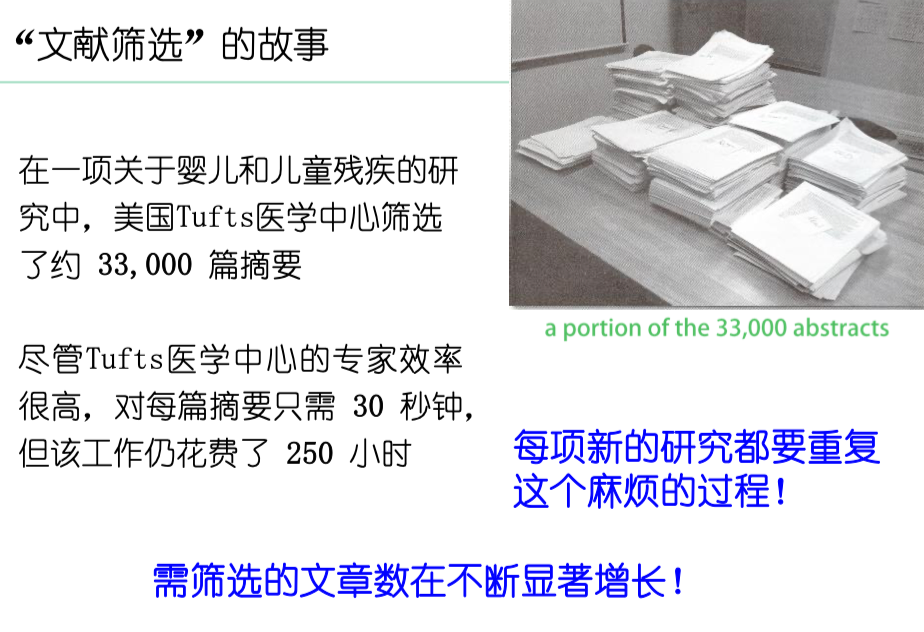 “文献筛选”的故事
在一项关于婴儿和儿童残疾的研
究中，美国Tufts医学中心筛选
了约 33,000 篇摘要
尽管Tufts医学中心的专家效率
很高，对每篇摘要只需 30 秒钟，
但该工作仍花费了 250 小时
a portion of the 33,000 abstracts
每项新的研究都要重复
这个麻烦的过程！
需筛选的文章数在不断显著增长！